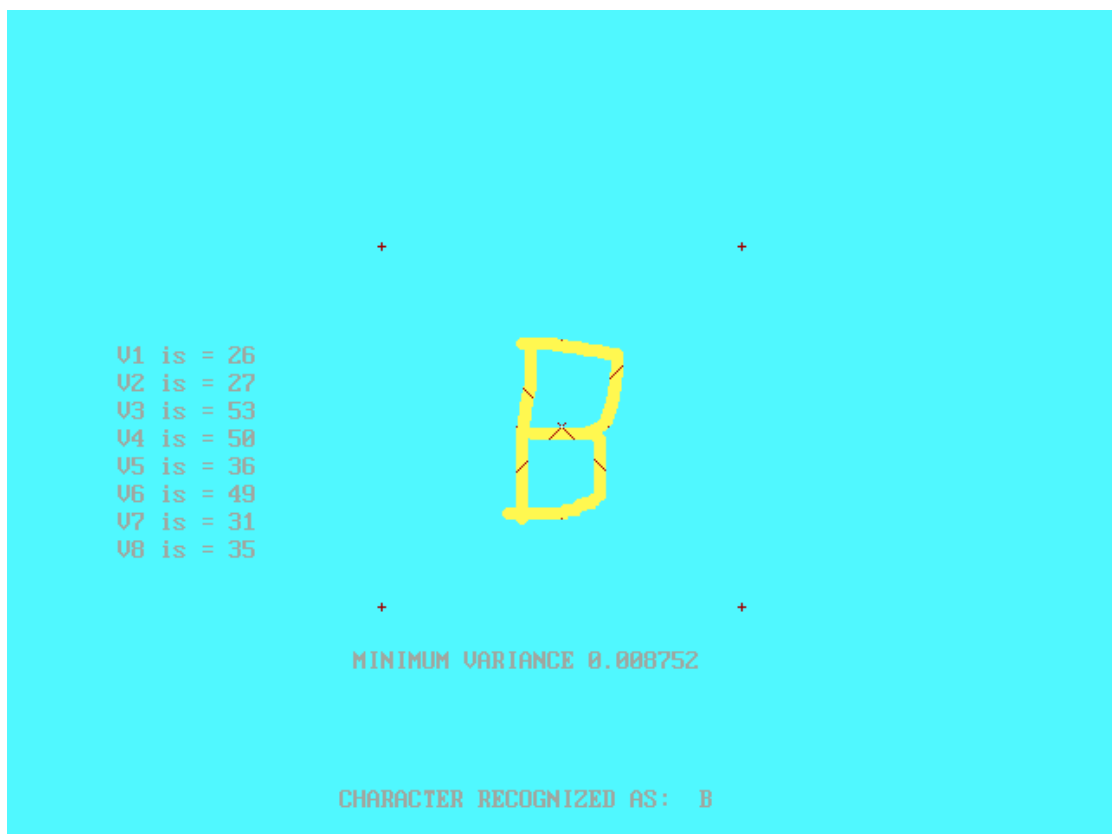 B
V1 is = 26
V2 is = 27
V3 is = 53
V4 is = 50
V5 is = 36
V6 is = 49
V7 is = 31
V8 is = 35
MINIMUM VARIANCE 0.008752
CHARACTER RECOGNIZED AS: B